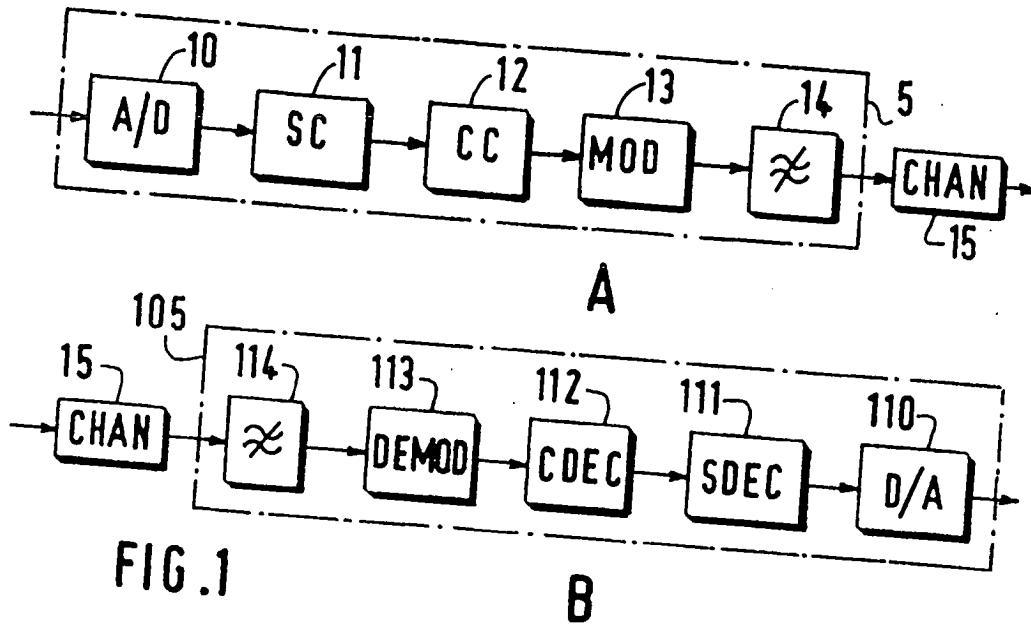 10 11 12 13 14 5
A/D SC CC MOD CHAN
15
A
105
15 114 113 112 111 110
CHAN DEMOD CDEC SDEC D/A
FIG.1 B